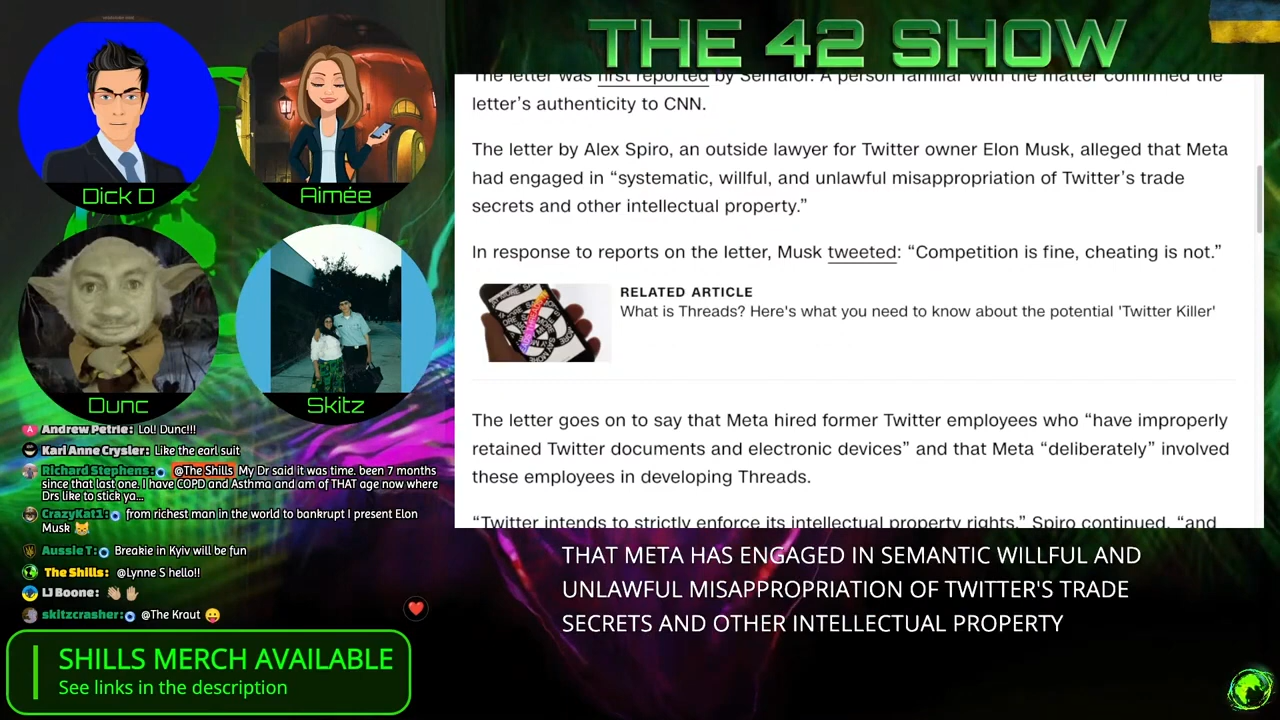 THE 42 SHOW
Dick D
Aimée
Dunc
Skitz
The letter was first reported by Semafor. A person familiar with the matter confirmed the
letter's authenticity to CNN.
The letter by Alex Spiro, an outside lawyer for Twitter owner Elon Musk, alleged that Meta
had engaged in “systematic, willful, and unlawful misappropriation of Twitter's trade
secrets and other intellectual property.”
In response to reports on the letter, Musk tweeted: “Competition is fine, cheating is not.”
RELATED ARTICLE
What is Threads? Here's what you need to know about the potential 'Twitter Killer'
The letter goes on to say that Meta hired former Twitter employees who “have improperly
retained Twitter documents and electronic devices” and that Meta “deliberately” involved
these employees in developing Threads.
“Twitter intends to strictly enforce its intellectual property rights,” Spiro continued, “and
A Andrew Petrie: Lol! Dunc!!!
Karl Anne Crysler: Like the earl suit
Richard Stephens: @The Shills My Dr said it was time. been 7 months
since that last one. I have COPD and Asthma and am of THAT age now where
Drs like to stick ya...
CrazyKat1: from richest man in the world to bankrupt I present Elon
Musk 😼
Aussie T: Breakie in Kyiv will be fun
The Shills: @Lynne S hello!!
LJ Boone: 👋🏼 🖐🏼
skitzcrasher: @The Kraut 😛
THAT META HAS ENGAGED IN SEMANTIC WILLFUL AND
UNLAWFUL MISAPPROPRIATION OF TWITTER'S TRADE
SECRETS AND OTHER INTELLECTUAL PROPERTY
SHILLS MERCH AVAILABLE
See links in the description